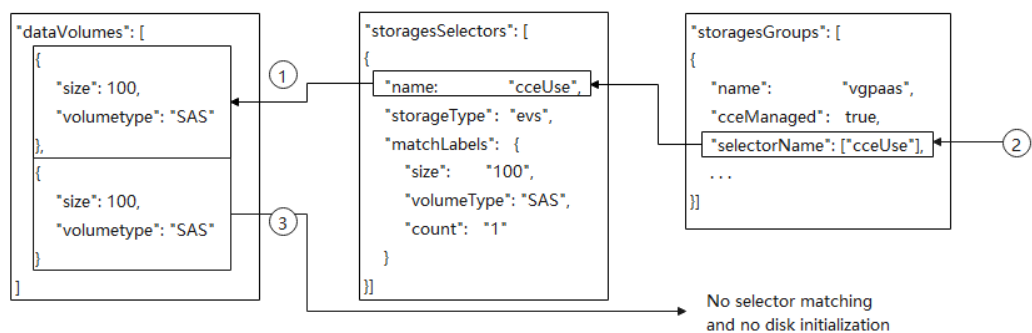 "dataVolumes": [
{
"size": 100,
"volumetype": "SAS"
},
{
"size": 100,
"volumetype": "SAS"
}
]
1
3
"storagesSelectors": [
{
"name: "cceUse",
"storageType": "evs",
"matchLabels": {
"size": "100",
"volumeType": "SAS",
"count": "1"
}
}]
"storagesGroups": [
{
"name": "vgpaas",
"cceManaged": true,
"selectorName": ["cceUse"],
...
}]
2
No selector matching
and no disk initialization